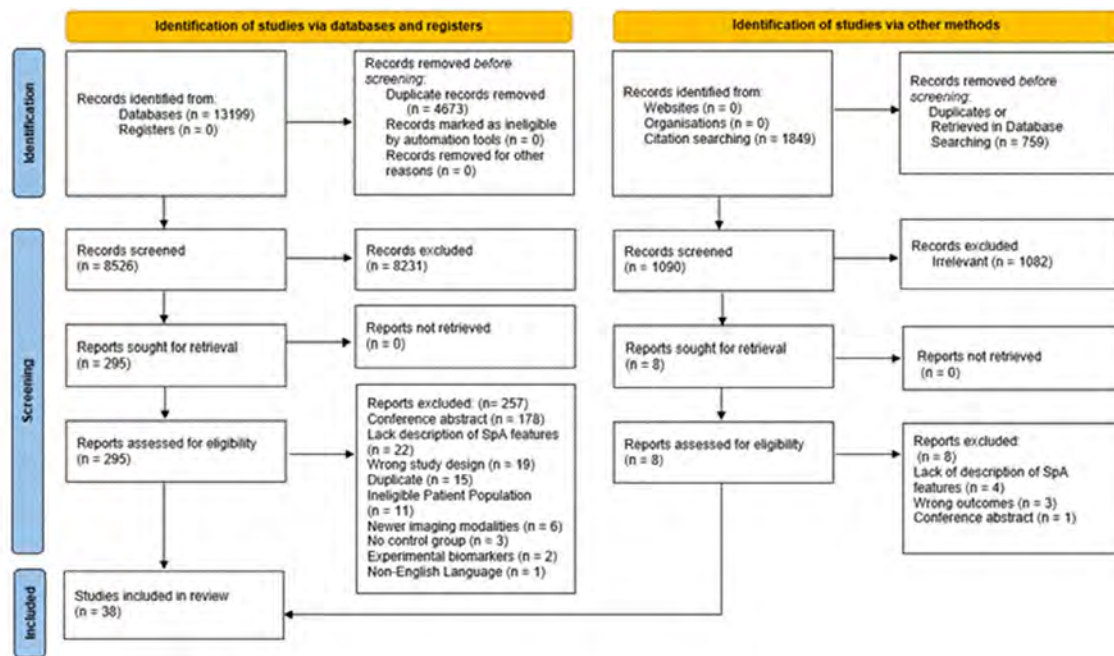 Identification of studies via databases and registers
Identification of studies via other methods
Identification
Records identified from:
Databases (n = 13199)
Registers (n = 0)
Records removed before
screening:
Duplicate records removed
(n = 4673)
Records marked as ineligible
by automation tools (n = 0)
Records removed for other
reasons (n = 0)
Records identified from:
Websites (n = 0)
Organisations (n = 0)
Citation searching (n = 1849)
Records removed before
screening:
Duplicates or
Retrieved in Database
Searching (n = 759)
Screening
Records screened
(n = 8526)
Records excluded
(n = 8231)
Records screened
(n = 1090)
Records excluded
Irrelevant (n = 1082)
Reports sought for retrieval
(n = 295)
Reports not retrieved
(n = 0)
Reports sought for retrieval
(n = 8)
Reports not retrieved
(n = 0)
Reports assessed for eligibility
(n = 295)
Reports excluded: (n= 257)
Conference abstract (n = 178)
Lack description of SpA features
(n = 22)
Wrong study design (n = 19)
Duplicate (n = 15)
Ineligible Patient Population
(n = 11)
Newer imaging modalities (n = 6)
No control group (n = 3)
Experimental biomarkers (n = 2)
Non-English Language (n = 1)
Reports assessed for eligibility
(n = 8)
Reports excluded:
(n = 8)
Lack of description of SpA
features (n = 4)
Wrong outcomes (n = 3)
Conference abstract (n = 1)
Included
Studies included in review
(n = 38)